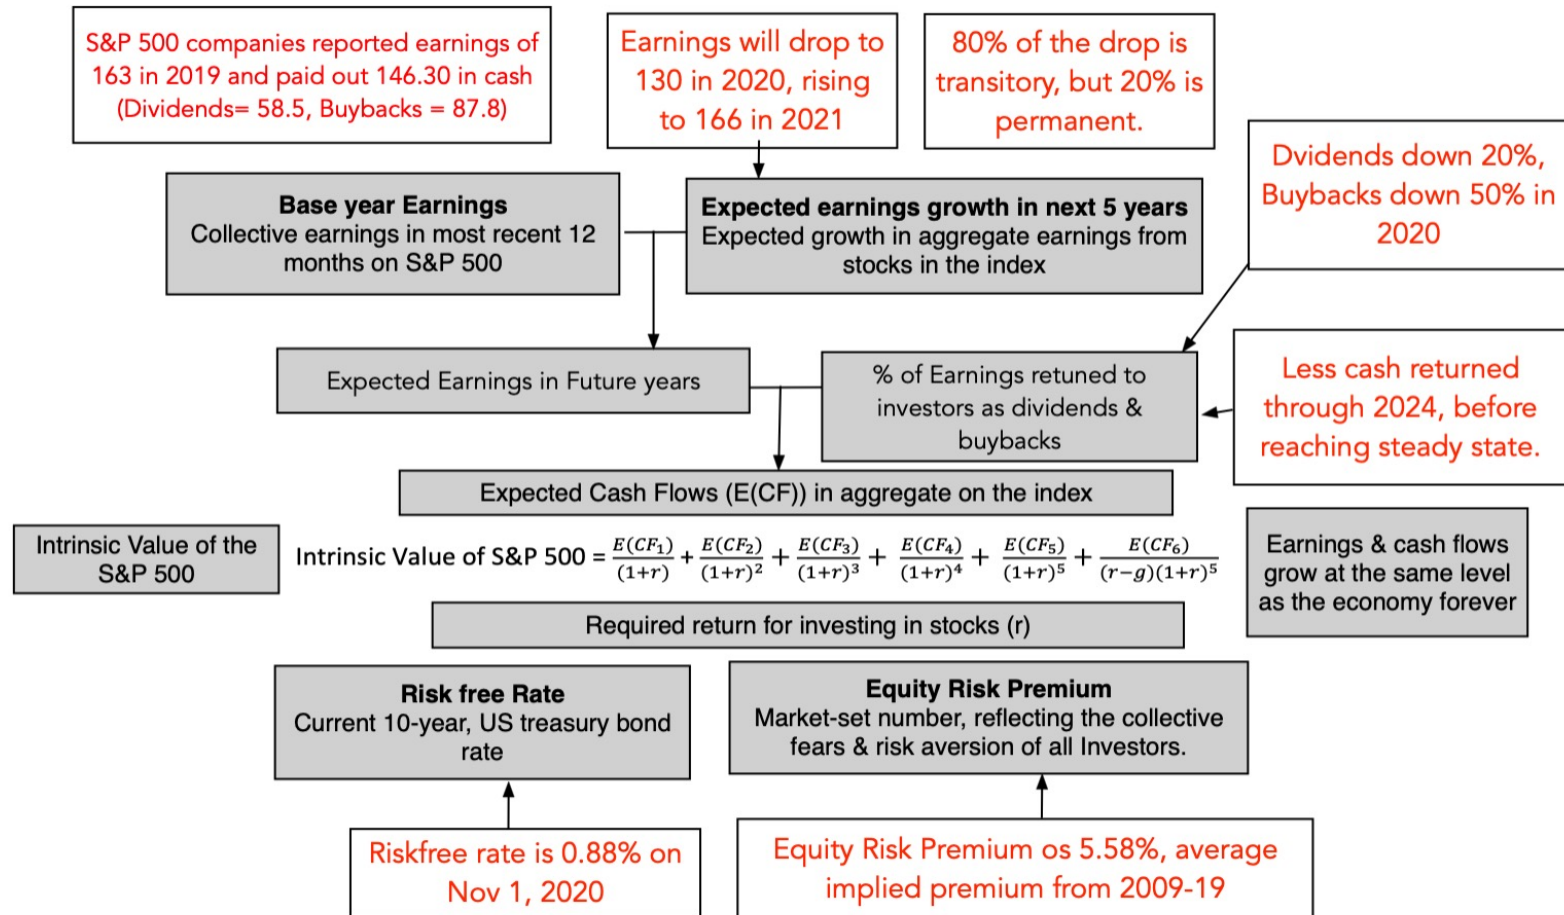 S&P 500 companies reported earnings of
163 in 2019 and paid out 146.30 in cash
(Dividends= 58.5, Buybacks = 87.8)
Earnings will drop to
130 in 2020, rising
to 166 in 2021
80% of the drop is
transitory, but 20% is
permanent.
Dvidends down 20%,
Buybacks down 50% in
2020
Base year Earnings
Collective earnings in most recent 12
months on S&P 500
Expected earnings growth in next 5 years
Expected growth in aggregate earnings from
stocks in the index
Expected Earnings in Future years
% of Earnings retuned to
investors as dividends &
buybacks
Less cash returned
through 2024, before
reaching steady state.
Expected Cash Flows (E(CF)) in aggregate on the index
Intrinsic Value of the
S&P 500
Intrinsic Value of S&P 500 = E(CF₁)/(1+r) + E(CF₂)/(1+r)² + E(CF₃)/(1+r)³ + E(CF₄)/(1+r)⁴ + E(CF₅)/(1+r)⁵ + E(CF₆)/(r−g)(1+r)⁵
Earnings & cash flows
grow at the same level
as the economy forever
Required return for investing in stocks (r)
Risk free Rate
Current 10-year, US treasury bond
rate
Equity Risk Premium
Market-set number, reflecting the collective
fears & risk aversion of all Investors.
Riskfree rate is 0.88% on
Nov 1, 2020
Equity Risk Premium os 5.58%, average
implied premium from 2009-19